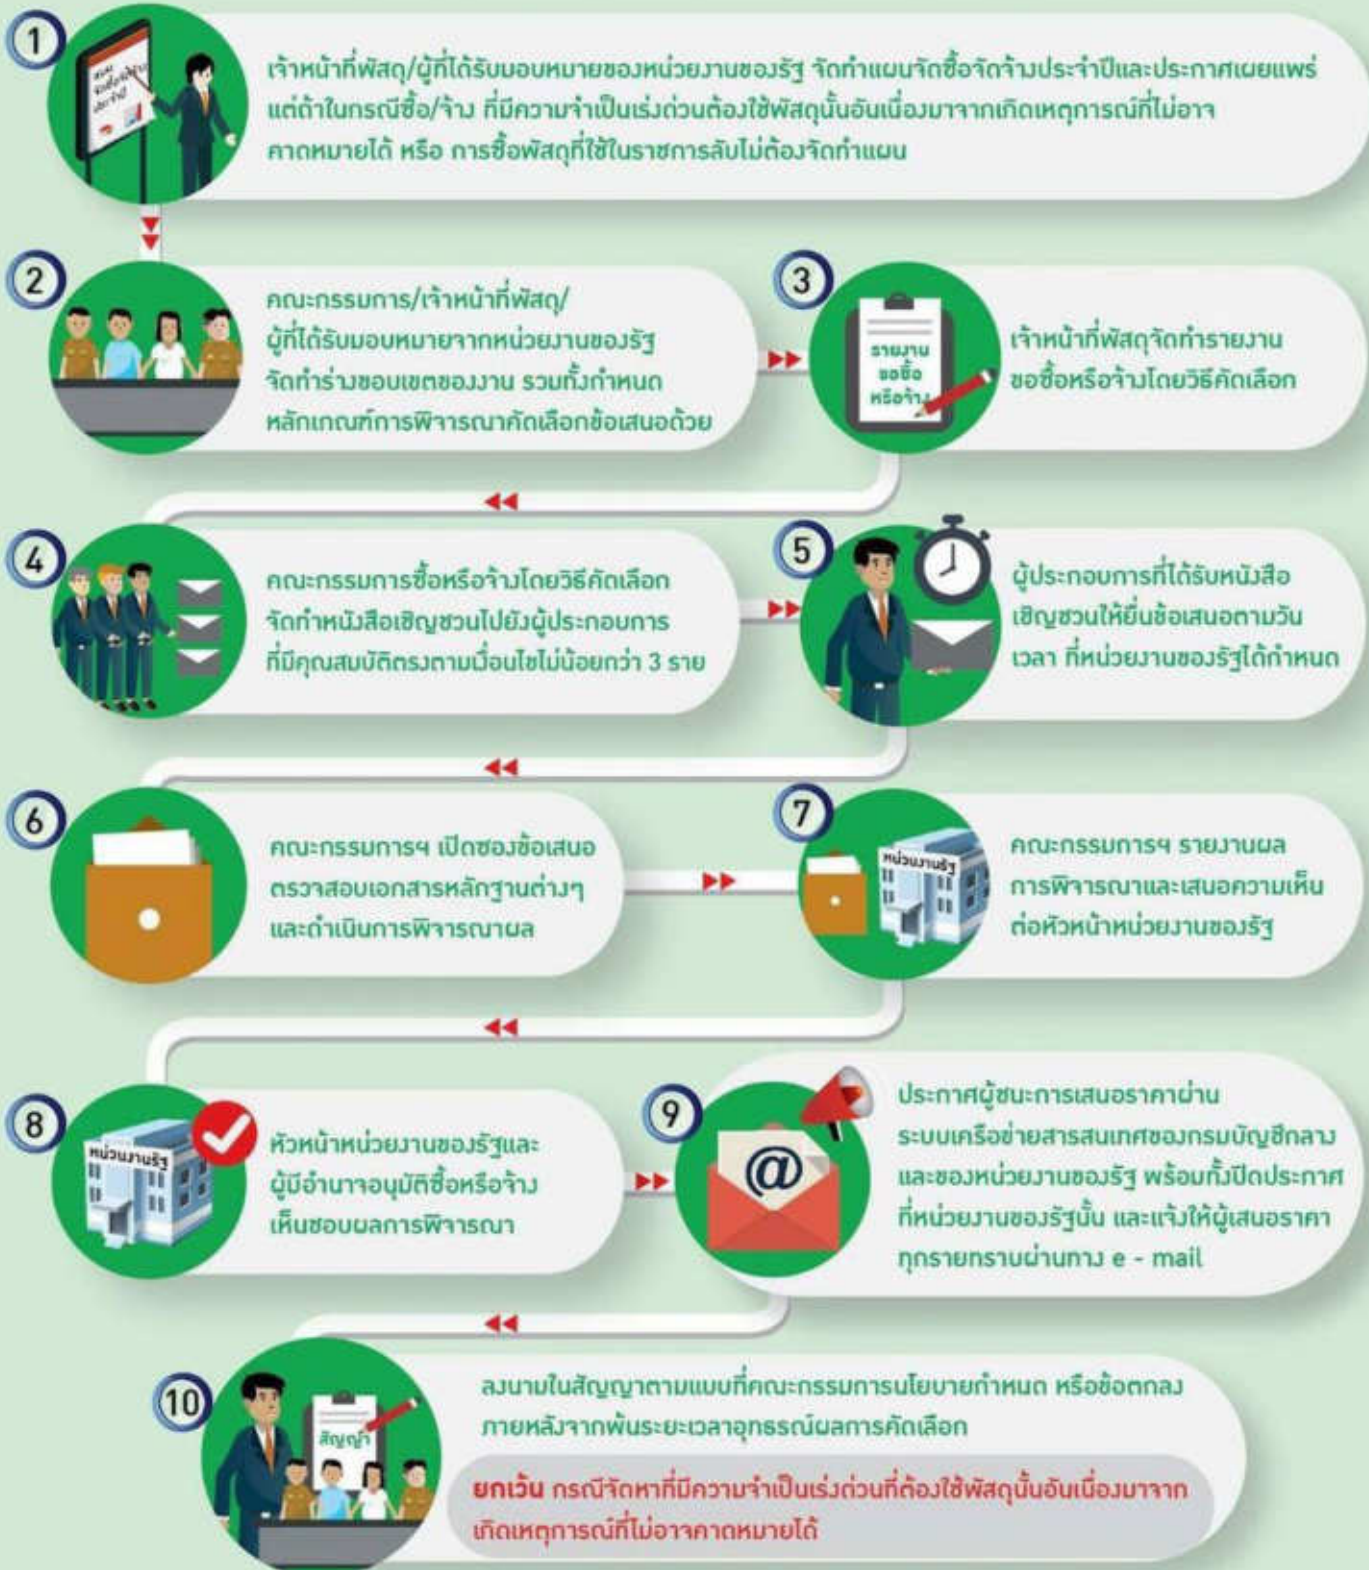 1
แผน
จัดซื้อจัดจ้าง
ประจำปี
เจ้าหน้าที่พัสดุ/ผู้ที่ได้รับมอบหมายของหน่วยงานของรัฐ จัดทำแผนจัดซื้อจัดจ้างประจำปีและประกาศเผยแพร่
แต่ถ้าในกรณีซื้อ/จ้าง ที่มีความจำเป็นเร่งด่วนต้องใช้พัสดุนั้นอันเนื่องมาจากเกิดเหตุการณ์ที่ไม่อาจ
คาดหมายได้ หรือ การซื้อพัสดุที่ใช้ในราชการลับไม่ต้องจัดทำแผน
2
คณะกรรมการ/เจ้าหน้าที่พัสดุ/
ผู้ที่ได้รับมอบหมายจากหน่วยงานของรัฐ
จัดทำร่างขอบเขตของงาน รวมทั้งกำหนด
หลักเกณฑ์การพิจารณาคัดเลือกข้อเสนอด้วย
3
รายงาน
ขอซื้อ
หรือจ้าง
เจ้าหน้าที่พัสดุจัดทำรายงาน
ขอซื้อหรือจ้างโดยวิธีคัดเลือก
4
คณะกรรมการซื้อหรือจ้างโดยวิธีคัดเลือก
จัดทำหนังสือเชิญชวนไปยังผู้ประกอบการ
ที่มีคุณสมบัติตรงตามเงื่อนไขไม่น้อยกว่า 3 ราย
5
ผู้ประกอบการที่ได้รับหนังสือ
เชิญชวนให้ยื่นข้อเสนอตามวัน
เวลา ที่หน่วยงานของรัฐได้กำหนด
6
คณะกรรมการฯ เปิดซองข้อเสนอ
ตรวจสอบเอกสารหลักฐานต่างๆ
และดำเนินการพิจารณาผล
7
หน่วยงานรัฐ
คณะกรรมการฯ รายงานผล
การพิจารณาและเสนอความเห็น
ต่อหัวหน้าหน่วยงานของรัฐ
8
หน่วยงานรัฐ
หัวหน้าหน่วยงานของรัฐและ
ผู้มีอำนาจอนุมัติซื้อหรือจ้าง
เห็นชอบผลการพิจารณา
9
@
ประกาศผู้ชนะการเสนอราคาผ่าน
ระบบเครือข่ายสารสนเทศของกรมบัญชีกลาง
และของหน่วยงานของรัฐ พร้อมทั้งปิดประกาศ
ที่หน่วยงานของรัฐนั้น และแจ้งให้ผู้เสนอราคา
ทุกรายทราบผ่านทาง e - mail
10
สัญญา
ลงนามในสัญญาตามแบบที่คณะกรรมการนโยบายกำหนด หรือข้อตกลง
ภายหลังจากพ้นระยะเวลาอุทธรณ์ผลการคัดเลือก
ยกเว้น กรณีจัดหาที่มีความจำเป็นเร่งด่วนที่ต้องใช้พัสดุนั้นอันเนื่องมาจาก
เกิดเหตุการณ์ที่ไม่อาจคาดหมายได้